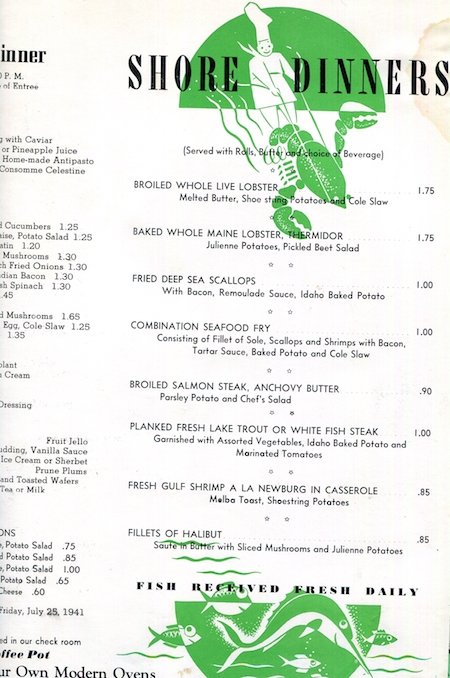 inner
0 P. M.
e of Entree
g with Caviar
or Pineapple Juice
Home-made Antipasto
Consomme Celestine
d Cucumbers 1.25
ise, Potato Salad 1.25
atin 1.20
Mushrooms 1.30
ch Fried Onions 1.30
dian Bacon 1.30
sh Spinach 1.30
.45
d Mushrooms 1.65
Egg, Cole Slaw 1.25
1.35
plant
n Cream
Dressing
Fruit Jello
udding, Vanilla Sauce
Ice Cream or Sherbet
Prune Plums
and Toasted Wafers
Tea or Milk
ONS
e, Potato Salad .75
d Potato Salad .85
e, Potato Salad 1.00
Potato Salad .65
Cheese .60
Friday, July 25, 1941
ed in our check room
offee Pot
ur Own Modern Ovens
SHORE DINNERS
(Served with Rolls, Butter and choice of Beverage)
BROILED WHOLE LIVE LOBSTER 1.75
Melted Butter, Shoe string Potatoes and Cole Slaw
BAKED WHOLE MAINE LOBSTER, THERMIDOR 1.75
Julienne Potatoes, Pickled Beet Salad
FRIED DEEP SEA SCALLOPS 1.00
With Bacon, Remoulade Sauce, Idaho Baked Potato
COMBINATION SEAFOOD FRY 1.00
Consisting of Fillet of Sole, Scallops and Shrimps with Bacon,
Tartar Sauce, Baked Potato and Cole Slaw
BROILED SALMON STEAK, ANCHOVY BUTTER .90
Parsley Potato and Chef's Salad
PLANKED FRESH LAKE TROUT OR WHITE FISH STEAK 1.00
Garnished with Assorted Vegetables, Idaho Baked Potato and
Marinated Tomatoes
FRESH GULF SHRIMP A LA NEWBURG IN CASSEROLE .85
Melba Toast, Shoestring Potatoes
FILLETS OF HALIBUT .85
Saute in Butter with Sliced Mushrooms and Julienne Potatoes
FISH RECEIVED FRESH DAILY